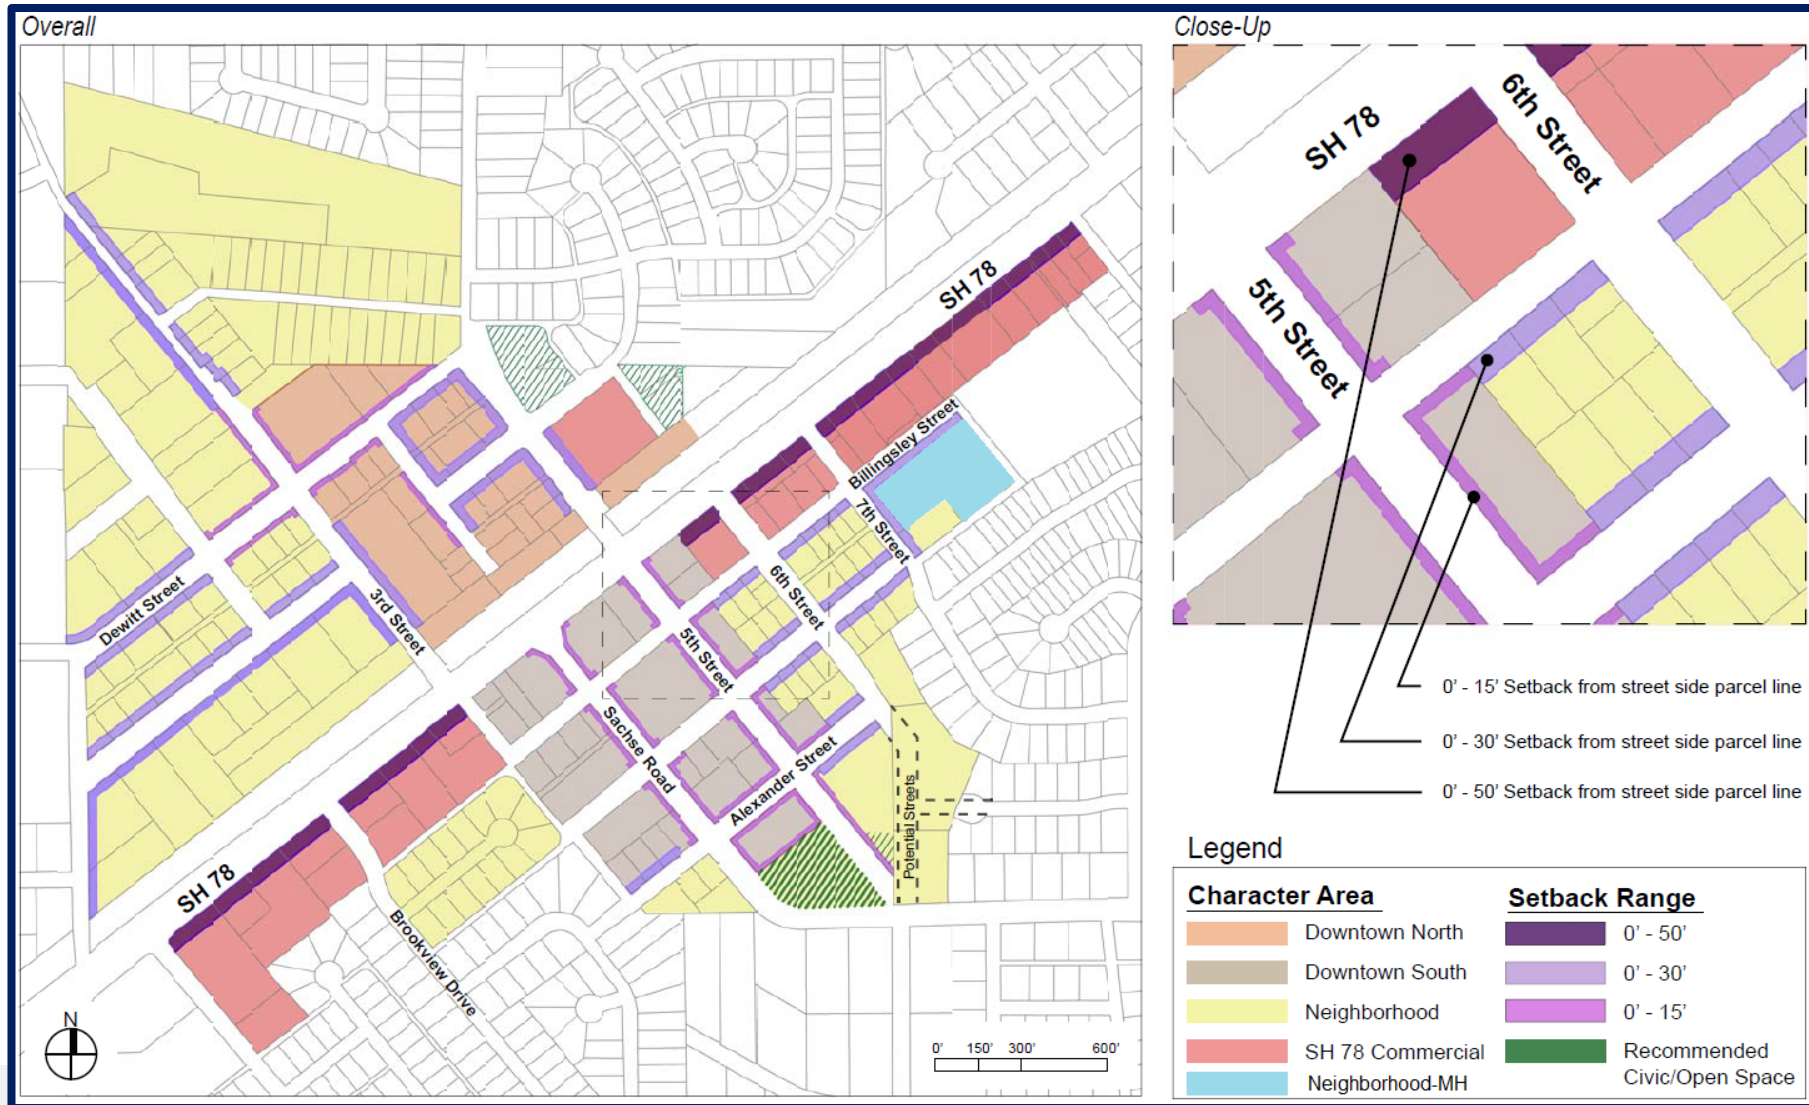 Overall
SH 78
Billingsley Street
7th Street
6th Street
5th Street
Dewitt Street
3rd Street
Sachse Road
Alexander Street
Potential Streets
SH 78
Brookview Drive
N
0' 150' 300' 600'
Close-Up
SH 78
6th Street
5th Street
0' - 15' Setback from street side parcel line
0' - 30' Setback from street side parcel line
0' - 50' Setback from street side parcel line
Legend
Character Area
Downtown North
Downtown South
Neighborhood
SH 78 Commercial
Neighborhood-MH
Setback Range
0' - 50'
0' - 30'
0' - 15'
Recommended
Civic/Open Space